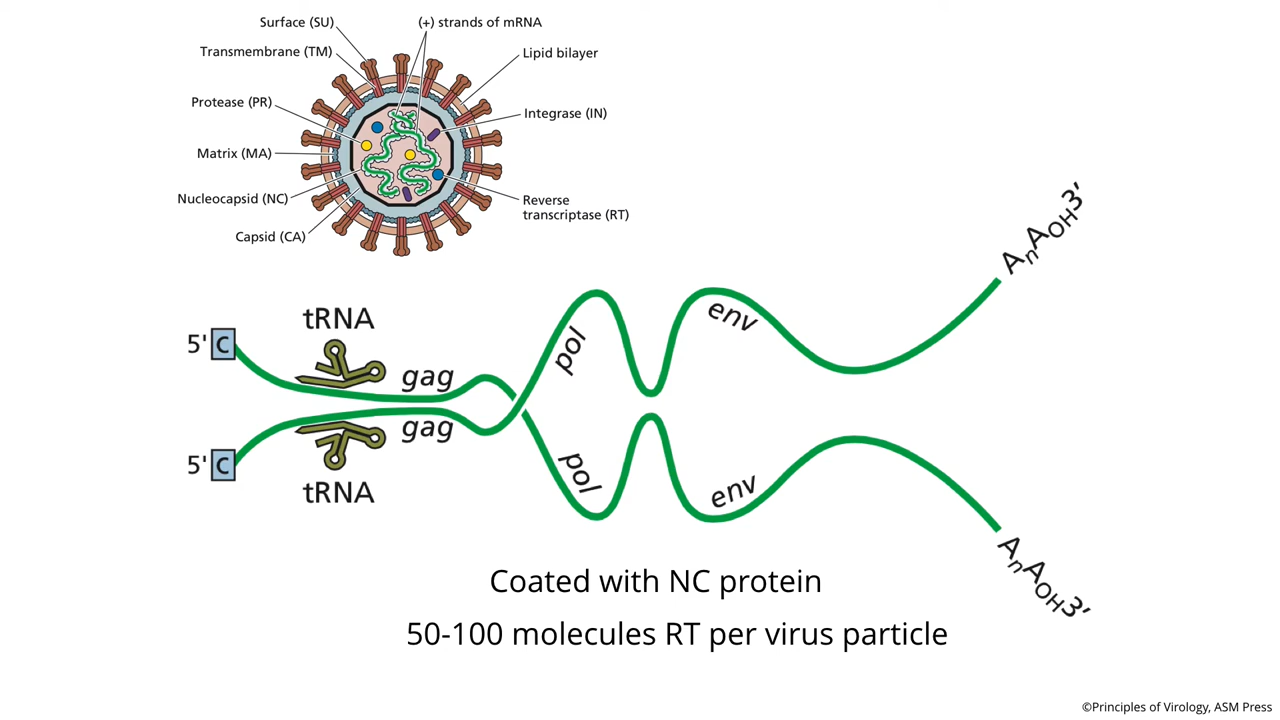 Surface (SU)
(+) strands of mRNA
Transmembrane (TM)
Lipid bilayer
Protease (PR)
Integrase (IN)
Matrix (MA)
Nucleocapsid (NC)
Reverse
transcriptase (RT)
Capsid (CA)
AnAOH3′
tRNA
5' C
pol
env
gag
gag
5' C
pol
env
tRNA
AnAOH3′
Coated with NC protein
50-100 molecules RT per virus particle
©Principles of Virology, ASM Press